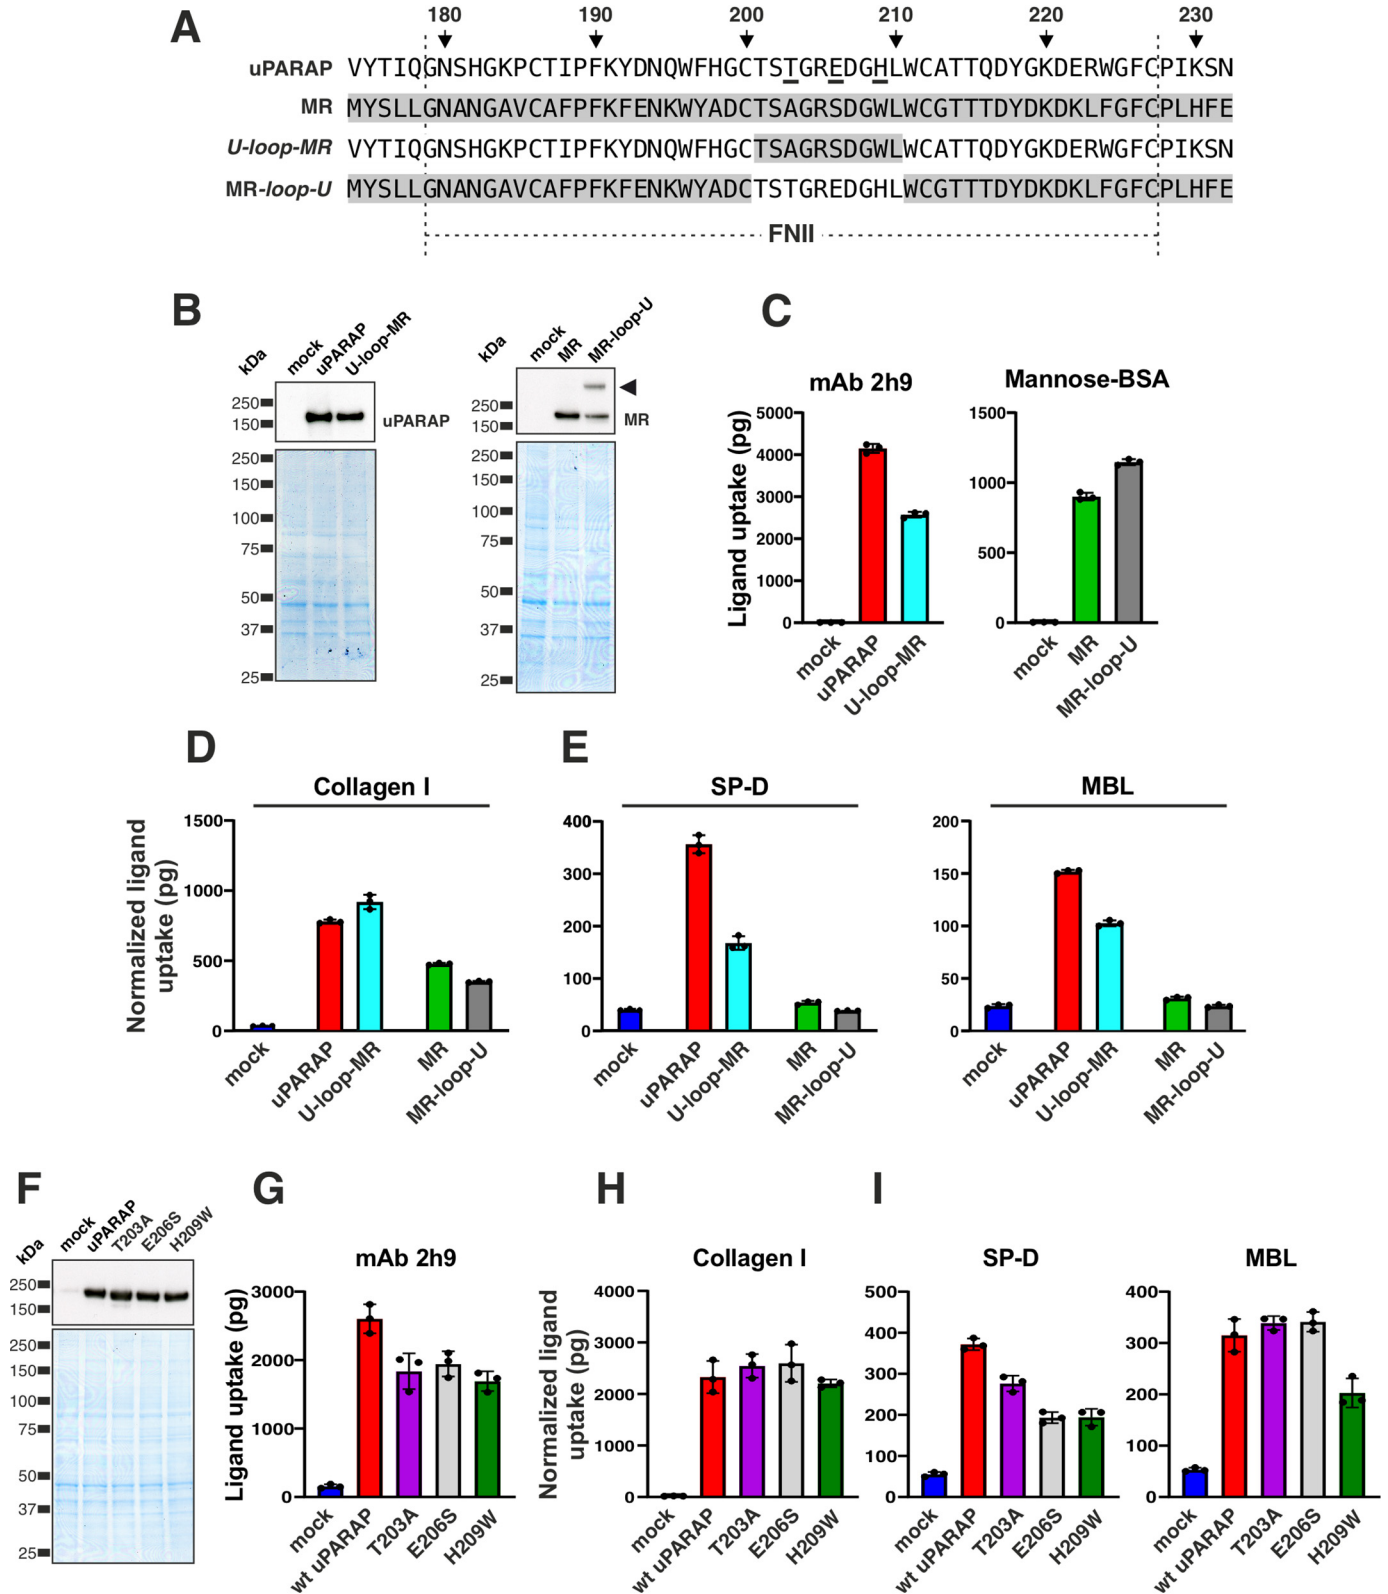 A
180 190 200 210 220 230
uPARAP VYTIQGNSHGKPCTIPFKYDNQWFHGCTSTGREDGHLWCATTQDYGKDERWGFCPIKSN
MR MYSLLGNANGAVCAFPFKFENKWYADCTSAGRSDGWLWCGTTTDYDKDKLFGFCPLHFE
U-loop-MR VYTIQGNSHGKPCTIPFKYDNQWFHGCTSAGRSDGWLWCATTQDYGKDERWGFCPIKSN
MR-loop-U MYSLLGNANGAVCAFPFKFENKWYADCTSTGREDGHLWCGTTTDYDKDKLFGFCPLHFE
FNII
B
kDa mock uPARAP U-loop-MR
250
150
uPARAP
250
150
100
75
50
37
25
kDa mock MR MR-loop-U
250
150
MR
250
150
100
75
50
37
25
C
mAb 2h9
Ligand uptake (pg)
5000
4000
3000
2000
1000
0
mock uPARAP U-loop-MR
Mannose-BSA
1500
1000
500
0
mock MR MR-loop-U
D
Collagen I
Normalized ligand
uptake (pg)
1500
1000
500
0
mock uPARAP U-loop-MR MR MR-loop-U
E
SP-D
400
300
200
100
0
mock uPARAP U-loop-MR MR MR-loop-U
MBL
200
150
100
50
0
mock uPARAP U-loop-MR MR MR-loop-U
F
kDa mock uPARAP T203A E206S H209W
250
150
250
150
100
75
50
37
25
G
mAb 2h9
Ligand uptake (pg)
3000
2000
1000
0
mock wt uPARAP T203A E206S H209W
H
Collagen I
Normalized ligand
uptake (pg)
4000
3000
2000
1000
0
mock wt uPARAP T203A E206S H209W
I
SP-D
500
400
300
200
100
0
mock wt uPARAP T203A E206S H209W
MBL
400
300
200
100
0
mock wt uPARAP T203A E206S H209W